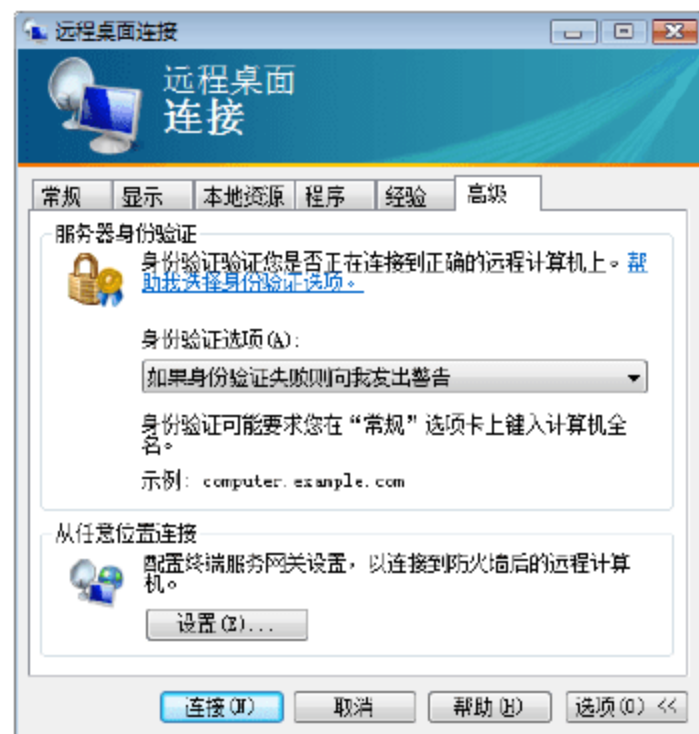 远程桌面连接
远程桌面
连接
常规 显示 本地资源 程序 经验 高级
服务器身份验证
身份验证验证您是否正在连接到正确的远程计算机上。帮
助我选择身份验证选项。
身份验证选项(A):
如果身份验证失败则向我发出警告
身份验证可能要求您在“常规”选项卡上键入计算机全
名。
示例: computer.example.com
从任意位置连接
配置终端服务网关设置，以连接到防火墙后的远程计算
机。
设置(E)...
连接(N) 取消 帮助(H) 选项(O) <<